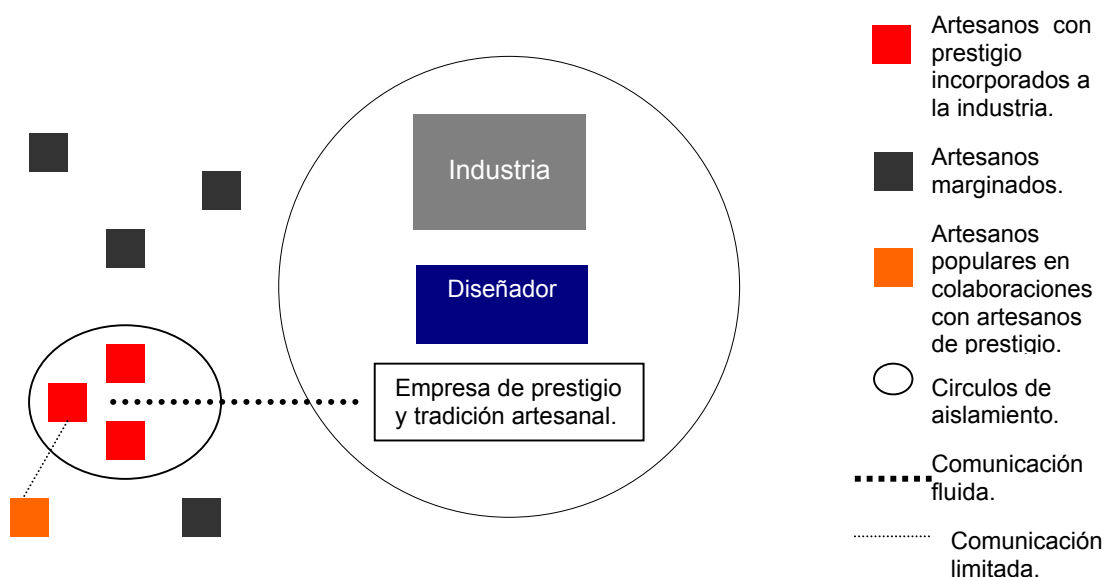 Industria
Diseñador
Empresa de prestigio
y tradición artesanal.
Artesanos con
prestigio
incorporados a
la industria.
Artesanos
marginados.
Artesanos
populares en
colaboraciones
con artesanos
de prestigio.
Circulos de
aislamiento.
Comunicación
fluida.
Comunicación
limitada.